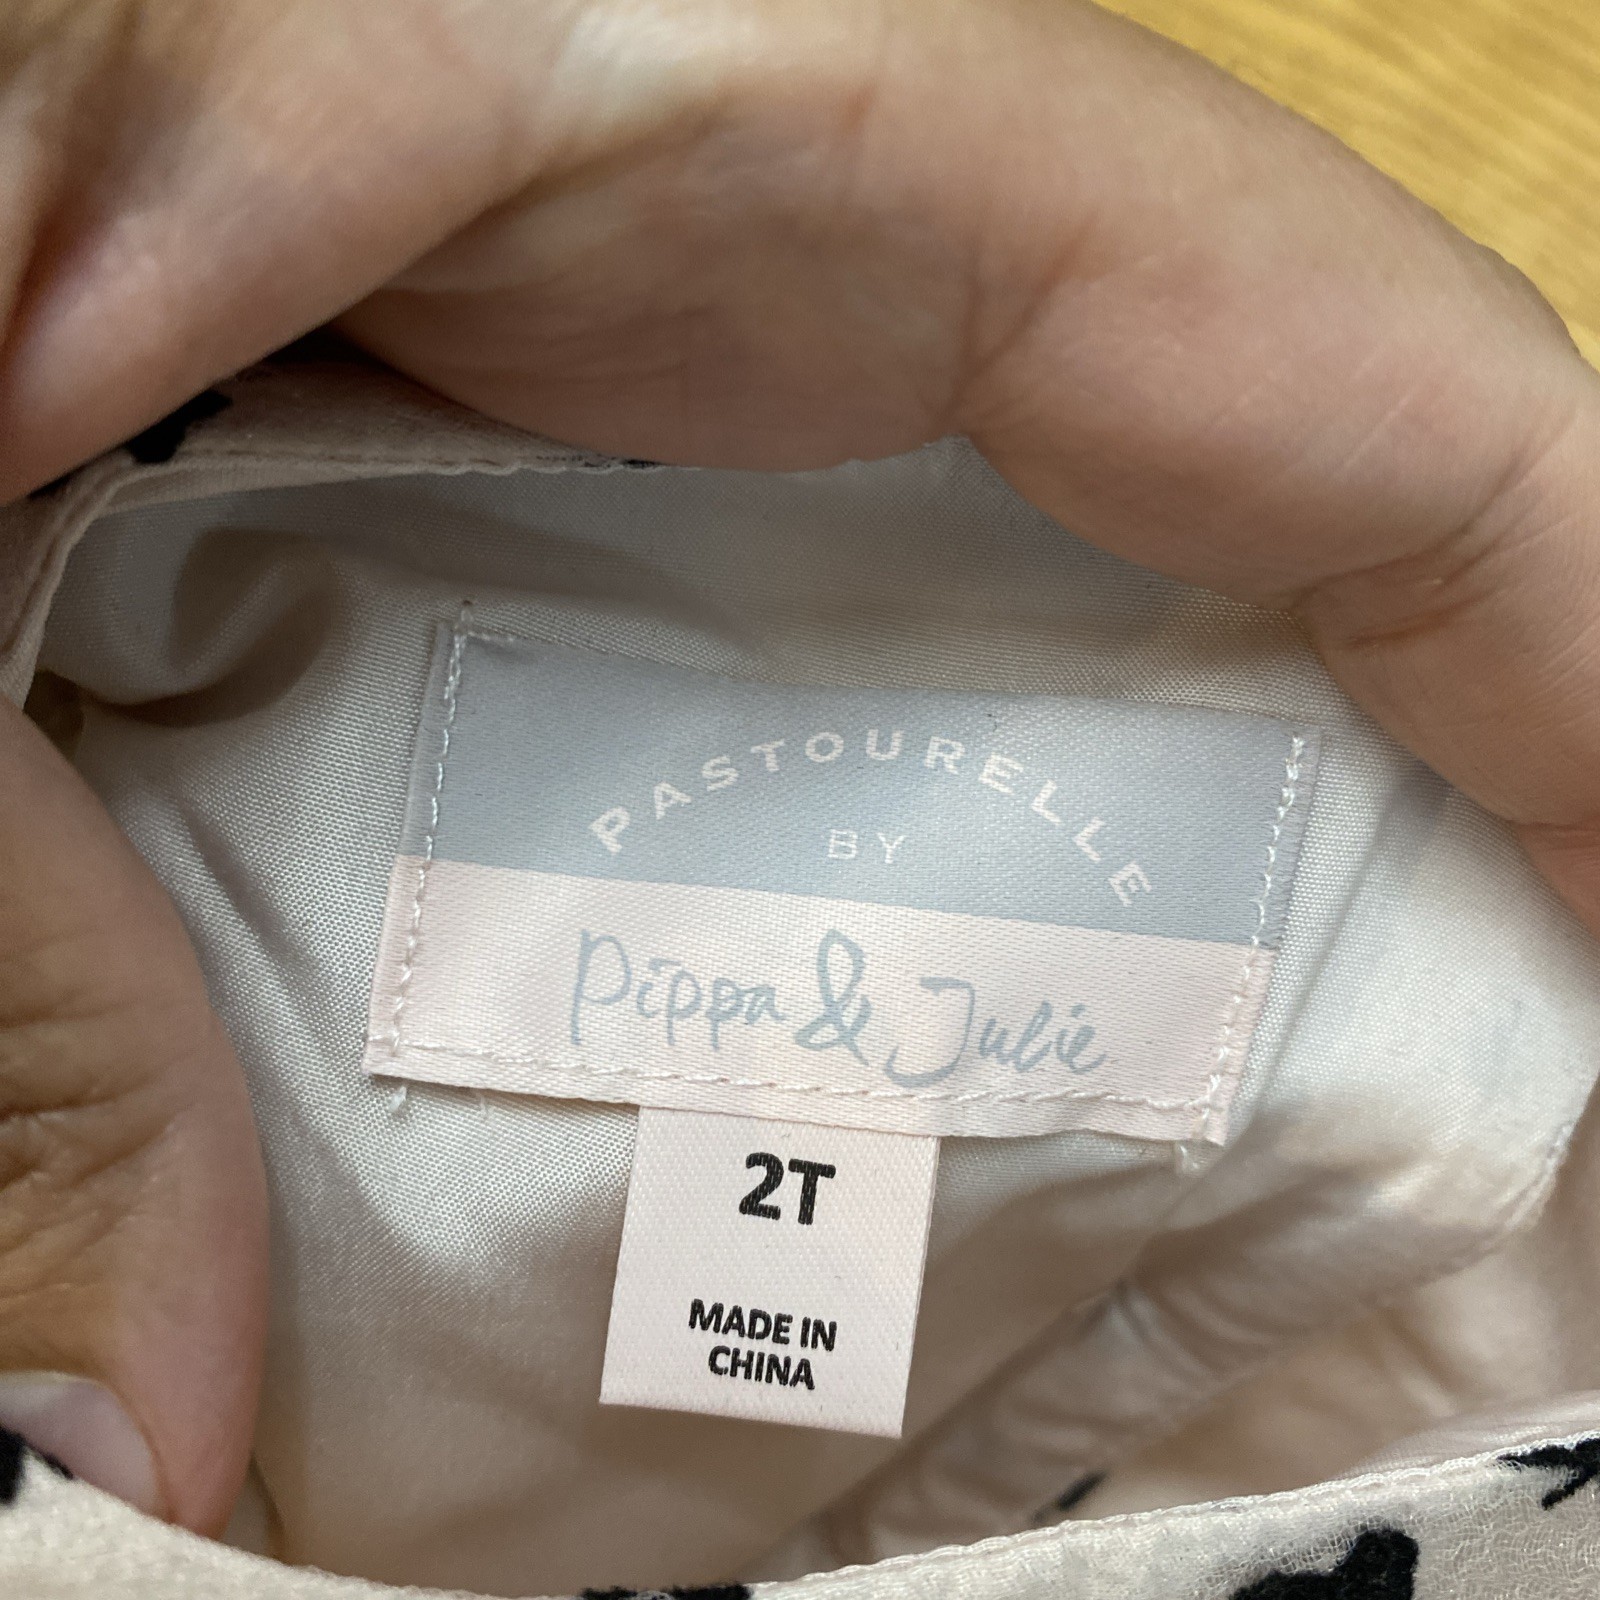 PASTOURELLE
BY
Pippa & Julie
2T
MADE IN
CHINA